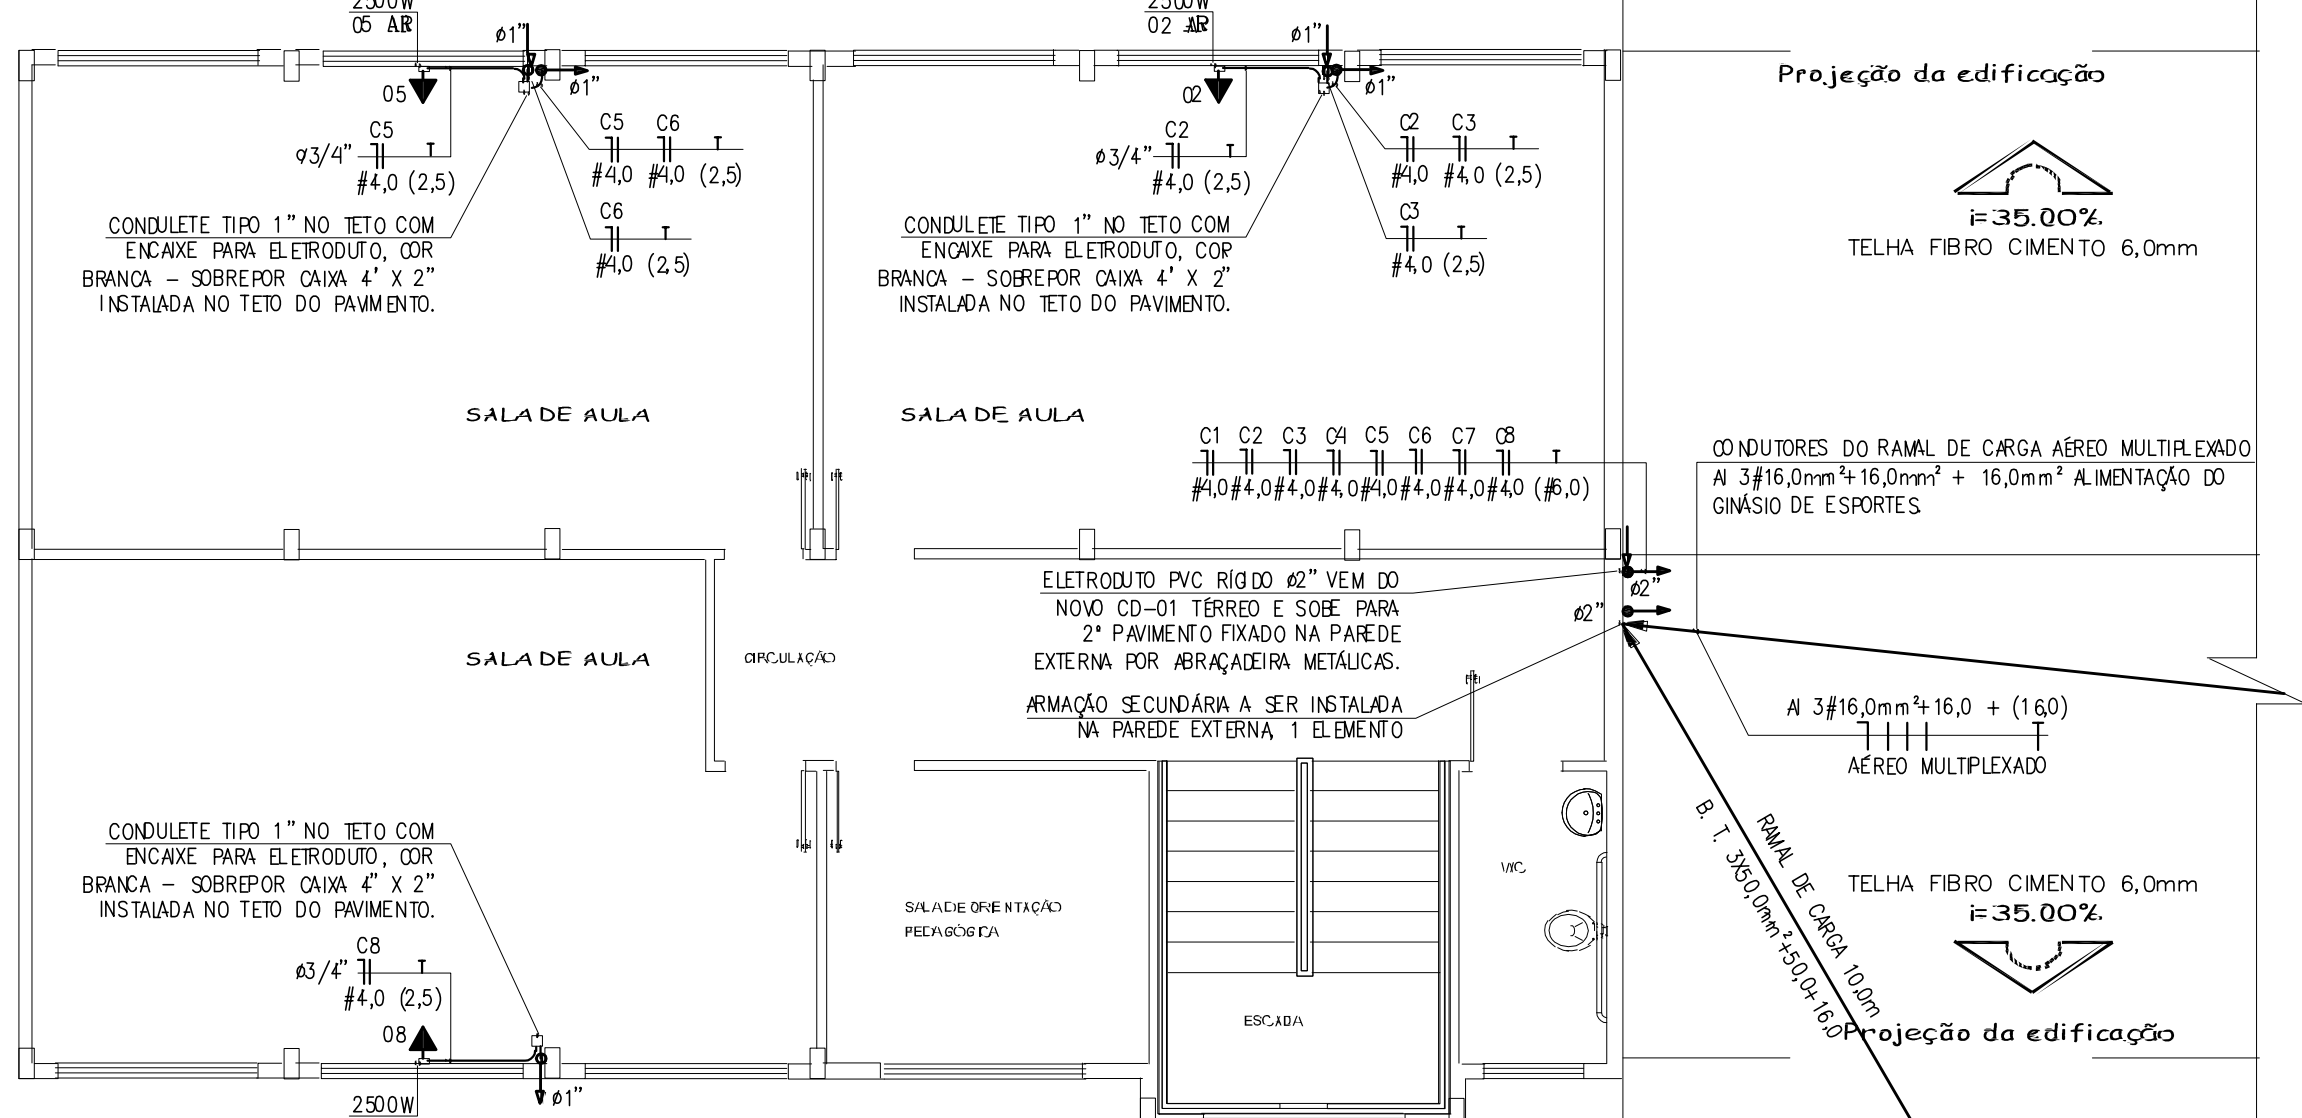 2500W
05 AR
ø1"
05
ø1"
C5
ø3/4"
#4,0 (2,5)
C5 C6
#4,0 #4,0 (2,5)
C6
#4,0 (2,5)
CONDULETE TIPO 1" NO TETO COM
ENCAIXE PARA ELETRODUTO, COR
BRANCA – SOBREPOR CAIXA 4' X 2"
INSTALADA NO TETO DO PAVIMENTO.
SALA DE AULA
2500W
02 AR
ø1"
02
ø1"
C2
ø3/4"
#4,0 (2,5)
C2 C3
#4,0 #4,0 (2,5)
C3
#4,0 (2,5)
CONDULETE TIPO 1" NO TETO COM
ENCAIXE PARA ELETRODUTO, COR
BRANCA – SOBREPOR CAIXA 4' X 2"
INSTALADA NO TETO DO PAVIMENTO.
SALA DE AULA
C1 C2 C3 C4 C5 C6 C7 C8
#4,0 #4,0 #4,0 #4,0 #4,0 #4,0 #4,0 #4,0 (#6,0)
Projeção da edificação
i=35.00%
TELHA FIBRO CIMENTO 6,0mm
CONDUTORES DO RAMAL DE CARGA AÉREO MULTIPLEXADO
Al 3#16,0mm²+16,0mm² + 16,0mm² ALIMENTAÇÃO DO
GINÁSIO DE ESPORTES.
ELETRODUTO PVC RÍGIDO ø2" VEM DO
NOVO CD–01 TÉRREO E SOBE PARA
2º PAVIMENTO FIXADO NA PAREDE
EXTERNA POR ABRAÇADEIRA METÁLICAS.
ø2"
ø2"
ARMAÇÃO SECUNDÁRIA A SER INSTALADA
NA PAREDE EXTERNA, 1 ELEMENTO
SALA DE AULA
CIRCULAÇÃO
Al 3#16,0mm²+16,0 + (16,0)
AÉREO MULTIPLEXADO
RAMAL DE CARGA 10,0m
B. T. 3X50,0mm²+50,0+16,0
CONDULETE TIPO 1" NO TETO COM
ENCAIXE PARA ELETRODUTO, COR
BRANCA – SOBREPOR CAIXA 4" X 2"
INSTALADA NO TETO DO PAVIMENTO.
C8
ø3/4"
#4,0 (2,5)
08
2500W
ø1"
SALA DE ORIENTAÇÃO
PEDAGÓGICA
ESCADA
WC
TELHA FIBRO CIMENTO 6,0mm
i=35.00%
Projeção da edificação